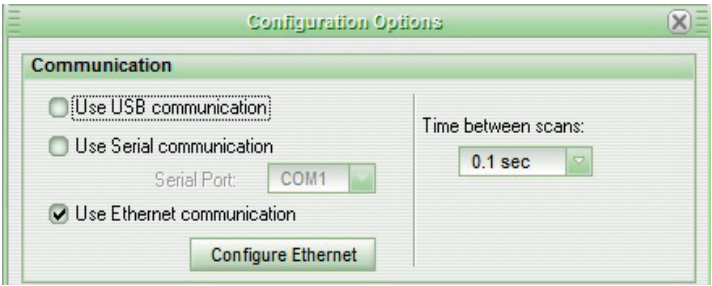 Configuration Options
Communication
Use USB communication
Use Serial communication
Serial Port: COM1
Use Ethernet communication
Configure Ethernet
Time between scans:
0.1 sec